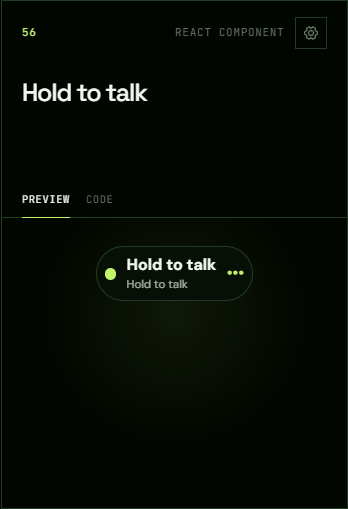 56
REACT COMPONENT
Hold to talk
PREVIEW CODE
Hold to talk
Hold to talk